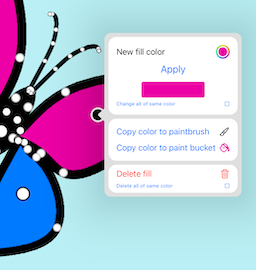 New fill color
Apply
Change all of same color
Copy color to paintbrush
Copy color to paint bucket
Delete fill
Delete all of same color